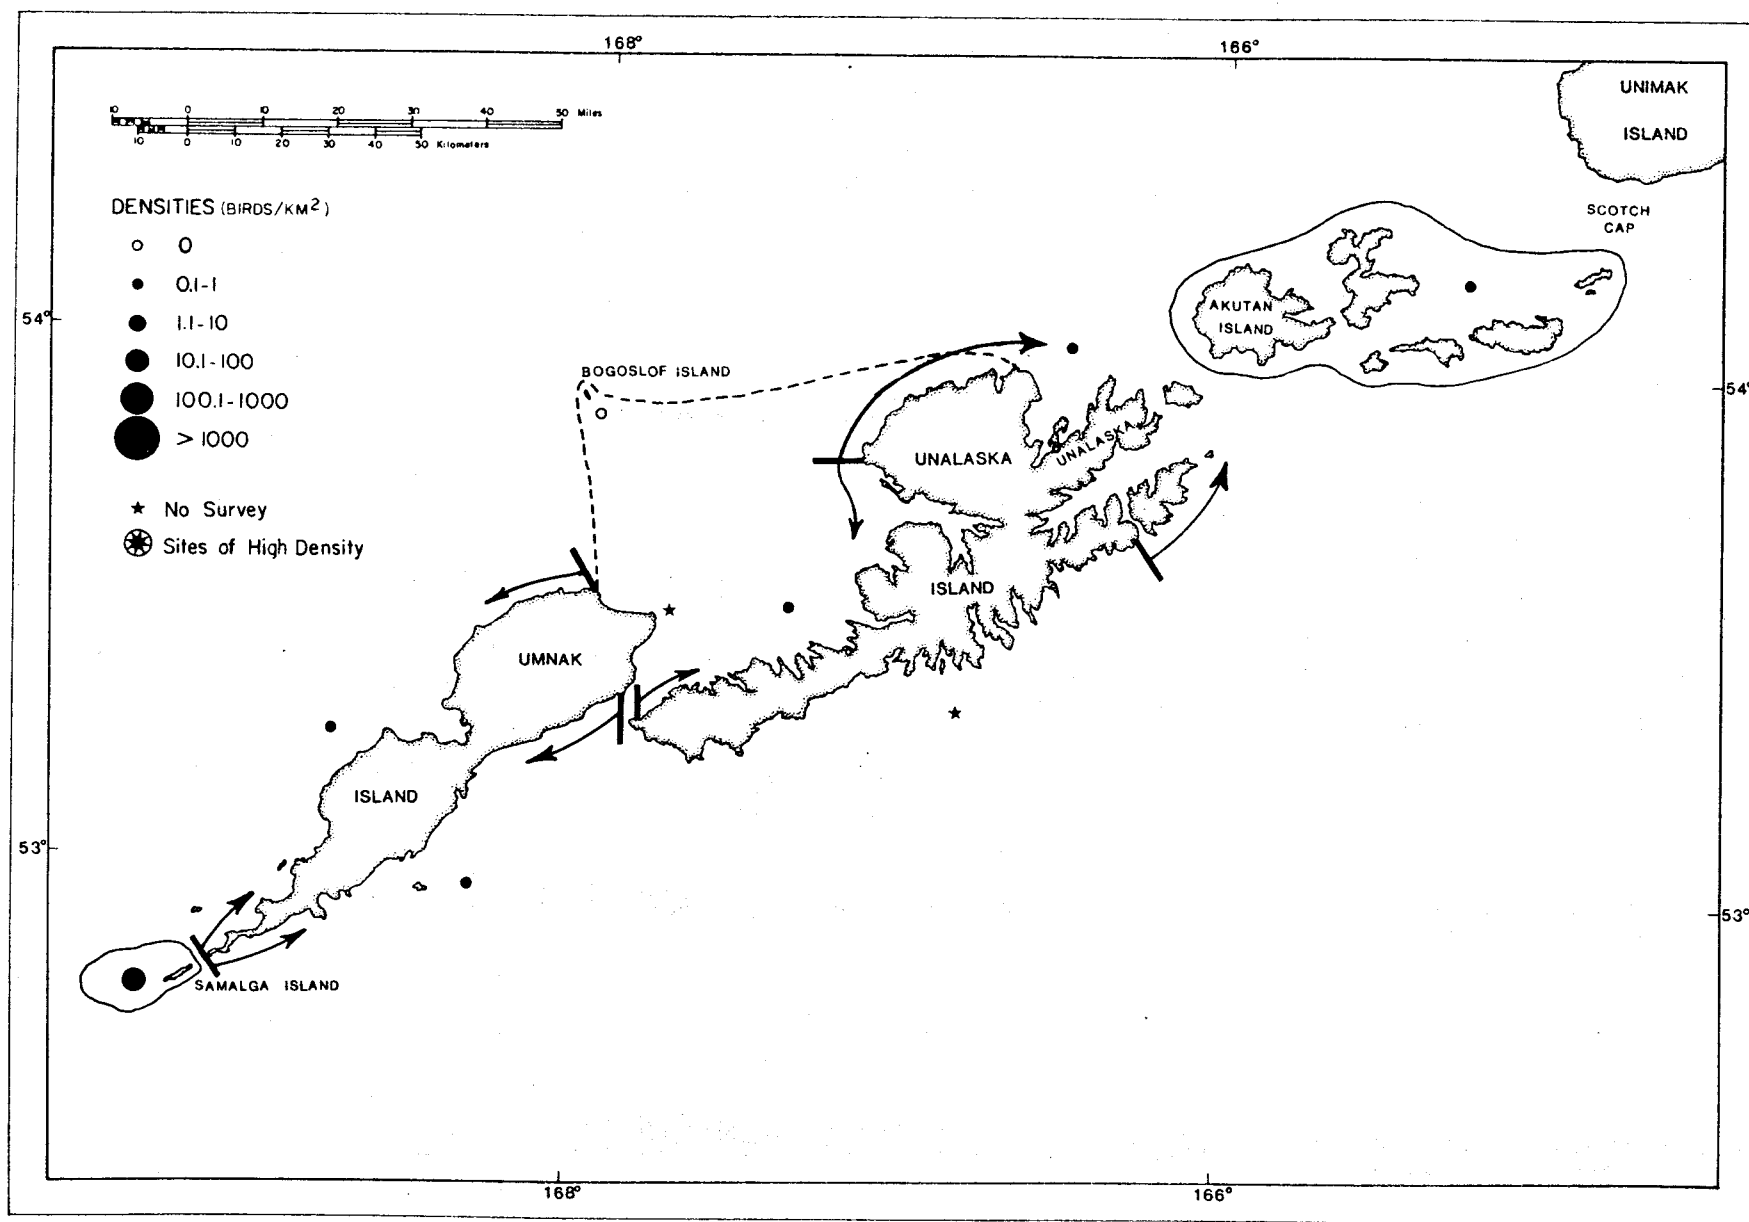 168°
166°
10 0 10 20 30 40 50 Miles
10 0 10 20 30 40 50 Kilometers
UNIMAK
ISLAND
DENSITIES (BIRDS/KM²)
0
0.1-1
1.1-10
10.1-100
100.1-1000
> 1000
No Survey
Sites of High Density
SCOTCH
CAP
54°
AKUTAN
ISLAND
BOGOSLOF ISLAND
54°
UNALASKA
UNALASKA
ISLAND
UMNAK
ISLAND
53°
53°
SAMALGA ISLAND
168°
166°